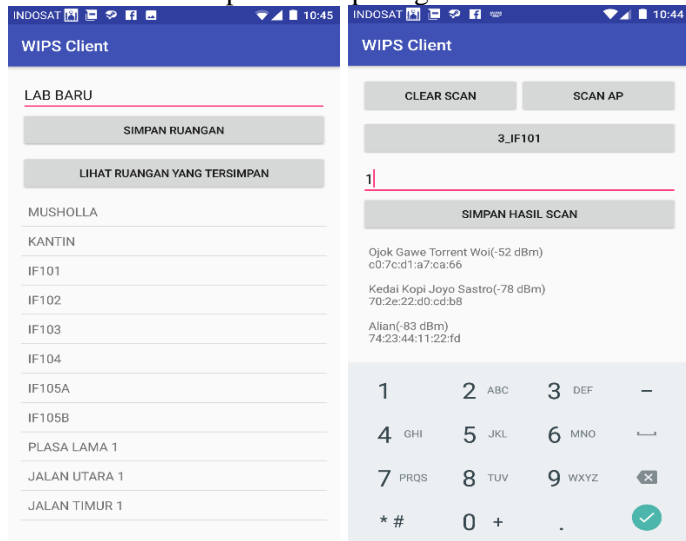 INDOSAT 10:45
WIPS Client
LAB BARU
SIMPAN RUANGAN
LIHAT RUANGAN YANG TERSIMPAN
MUSHOLLA
KANTIN
IF101
IF102
IF103
IF104
IF105A
IF105B
PLASA LAMA 1
JALAN UTARA 1
JALAN TIMUR 1
INDOSAT 10:44
WIPS Client
CLEAR SCAN SCAN AP
3_IF101
1
SIMPAN HASIL SCAN
Ojok Gawe Torrent Woi(-52 dBm)
c0:7c:d1:a7:ca:66
Kedai Kopi Joyo Sastro(-78 dBm)
70:2e:22:d0:cd:b8
Alian(-83 dBm)
74:23:44:11:22:fd
1 2 ABC 3 DEF –
4 GHI 5 JKL 6 MNO
7 PRQS 8 TUV 9 WXYZ
* # 0 + .